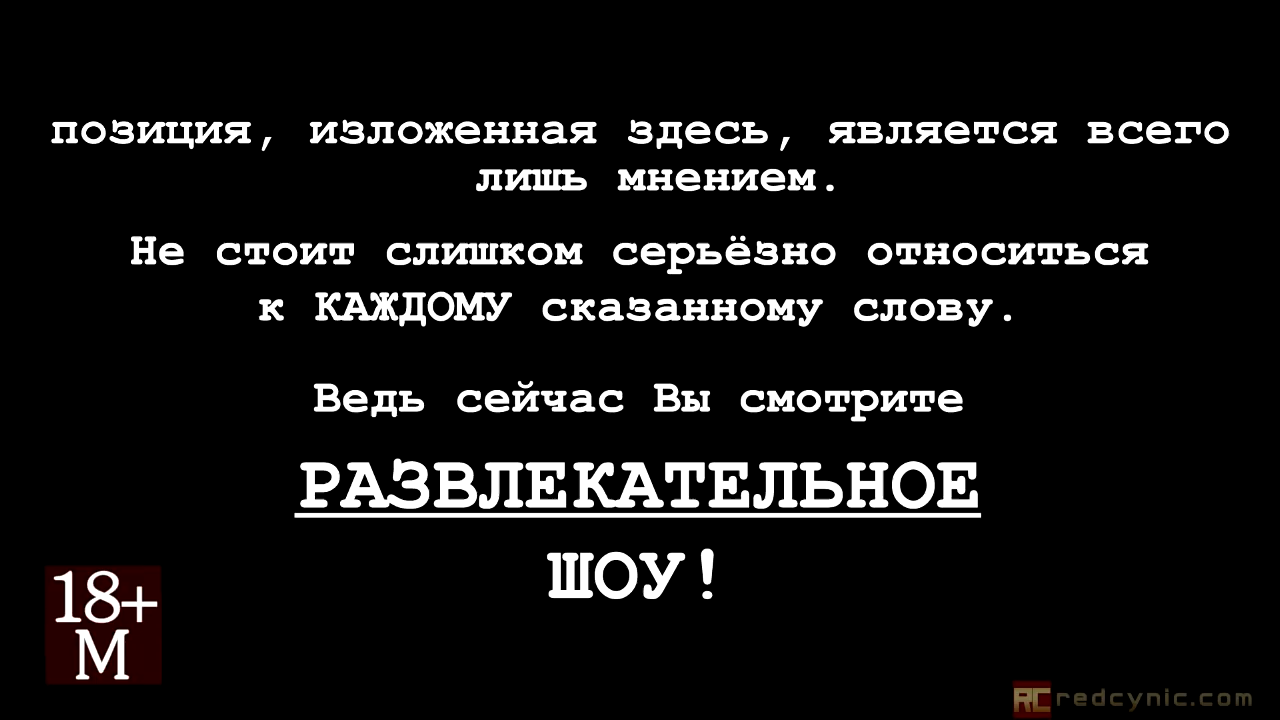 позиция, изложенная здесь, является всего
лишь мнением.
Не стоит слишком серьёзно относиться
к КАЖДОМУ сказанному слову.
Ведь сейчас Вы смотрите
РАЗВЛЕКАТЕЛЬНОЕ
ШОУ!
18+
М
RC redcynic.com